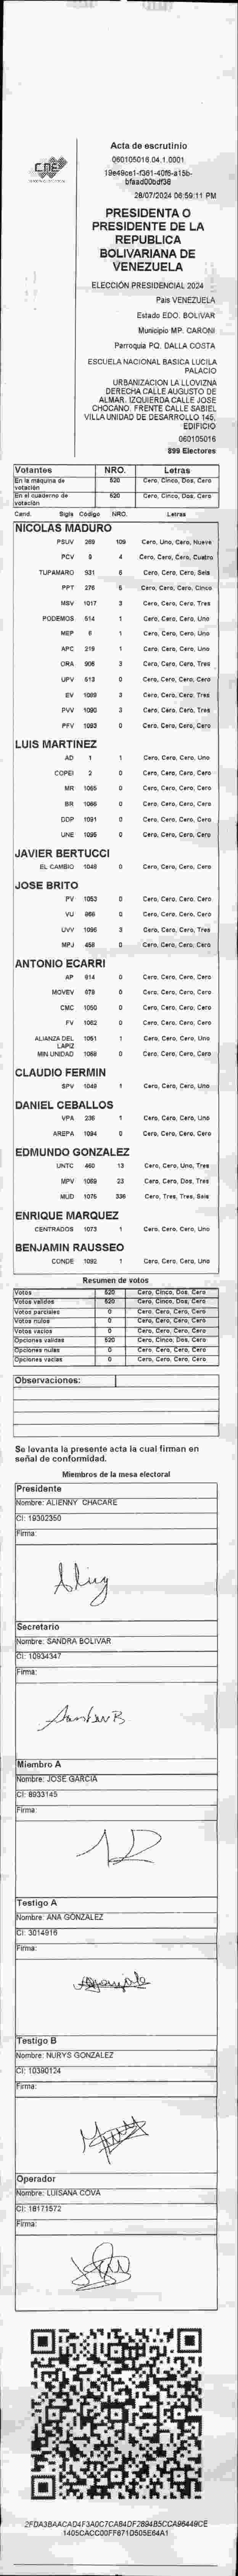 CNE
Acta de escrutinio
060105016.04.1.0001
28/07/2024 06:59:11 PM
PRESIDENTA O
PRESIDENTE DE LA
REPUBLICA
BOLIVARIANA DE
VENEZUELA
ELECCIÓN PRESIDENCIAL 2024
Pais VENEZUELA
Estado EDO. BOLIVAR
Municipio MP. CARONI
Parroquia PQ. DALLA COSTA
ESCUELA NACIONAL BASICA LUCILA
PALACIO
URBANIZACION LA LLOVIZNA
DERECHA CALLE AUGUSTO DE
ALMAR. IZQUIERDA CALLE JOSE
CHOCANO. FRENTE CALLE SABIEL
VILLA UNIDAD DE DESARROLLO 145.
EDIFICIO
060105016
899 Electores
Votantes NRO. Letras
En la máquina de votación 520 Cero, Cinco, Dos, Cero
En el cuaderno de votación 520 Cero, Cinco, Dos, Cero
Cand. Sigla Código NRO. Letras
NICOLAS MADURO
PSUV 269 109 Cero, Uno, Cero, Nueve
PCV 4 Cero, Cero, Cero, Cuatro
TUPAMARO 931 6 Cero, Cero, Cero, Seis
PPT 276 5 Cero, Cero, Cero, Cinco
MSV 1017 3 Cero, Cero, Cero, Tres
PODEMOS 514 1 Cero, Cero, Cero, Uno
MEP 6 1 Cero, Cero, Cero, Uno
APC 219 1 Cero, Cero, Cero, Uno
ORA 906 3 Cero, Cero, Cero, Tres
UPV 613 0 Cero, Cero, Cero, Cero
EV 1089 3 Cero, Cero, Cero, Tres
PVV 1090 3 Cero, Cero, Cero, Tres
PFV 1093 0 Cero, Cero, Cero, Cero
LUIS MARTINEZ
AD 1 1 Cero, Cero, Cero, Uno
COPEI 2 0 Cero, Cero, Cero, Cero
MR 1065 0 Cero, Cero, Cero, Cero
BR 1066 0 Cero, Cero, Cero, Cero
DDP 1091 0 Cero, Cero, Cero, Cero
UNE 1095 0 Cero, Cero, Cero, Cero
JAVIER BERTUCCI
EL CAMBIO 1048 0 Cero, Cero, Cero, Cero
JOSE BRITO
PV 1053 0 Cero, Cero, Cero, Cero
VU 866 0 Cero, Cero, Cero, Cero
UVV 1096 3 Cero, Cero, Cero, Tres
MPJ 458 0 Cero, Cero, Cero, Cero
ANTONIO ECARRI
AP 914 0 Cero, Cero, Cero, Cero
MOVEV 979 0 Cero, Cero, Cero, Cero
CMC 1050 0 Cero, Cero, Cero, Cero
FV 1062 0 Cero, Cero, Cero, Cero
ALIANZA DEL LAPIZ 1051 1 Cero, Cero, Cero, Uno
MIN UNIDAD 1068 0 Cero, Cero, Cero, Cero
CLAUDIO FERMIN
SPV 1049 1 Cero, Cero, Cero, Uno
DANIEL CEBALLOS
VPA 236 1 Cero, Cero, Cero, Uno
AREPA 1094 0 Cero, Cero, Cero, Cero
EDMUNDO GONZALEZ
UNTC 460 13 Cero, Cero, Uno, Tres
MPV 1069 23 Cero, Cero, Dos, Tres
MUD 1075 336 Cero, Tres, Tres, Seis
ENRIQUE MARQUEZ
CENTRADOS 1073 1 Cero, Cero, Cero, Uno
BENJAMIN RAUSSEO
CONDE 1092 1 Cero, Cero, Cero, Uno
Resumen de votos
Votos 520 Cero, Cinco, Dos, Cero
Votos validos 520 Cero, Cinco, Dos, Cero
Votos parciales 0 Cero, Cero, Cero, Cero
Votos nulos 0 Cero, Cero, Cero, Cero
Votos vacios 0 Cero, Cero, Cero, Cero
Opciones validas 520 Cero, Cinco, Dos, Cero
Opciones nulas 0 Cero, Cero, Cero, Cero
Opciones vacias 0 Cero, Cero, Cero, Cero
Observaciones:
Se levanta la presente acta la cual firman en
señal de conformidad.
Miembros de la mesa electoral
Presidente
Nombre: ALIENNY CHACARE
CI: 19302350
Firma:
Secretario
Nombre: SANDRA BOLIVAR
CI: 10934347
Firma:
Sandra B
Miembro A
Nombre: JOSE GARCIA
CI: 8933145
Firma:
Testigo A
Nombre: ANA GONZALEZ
CI: 3014916
Firma:
Testigo B
Nombre: NURYS GONZALEZ
CI: 10390124
Firma:
Operador
Nombre: LUISANA COVA
CI: 18171572
Firma: